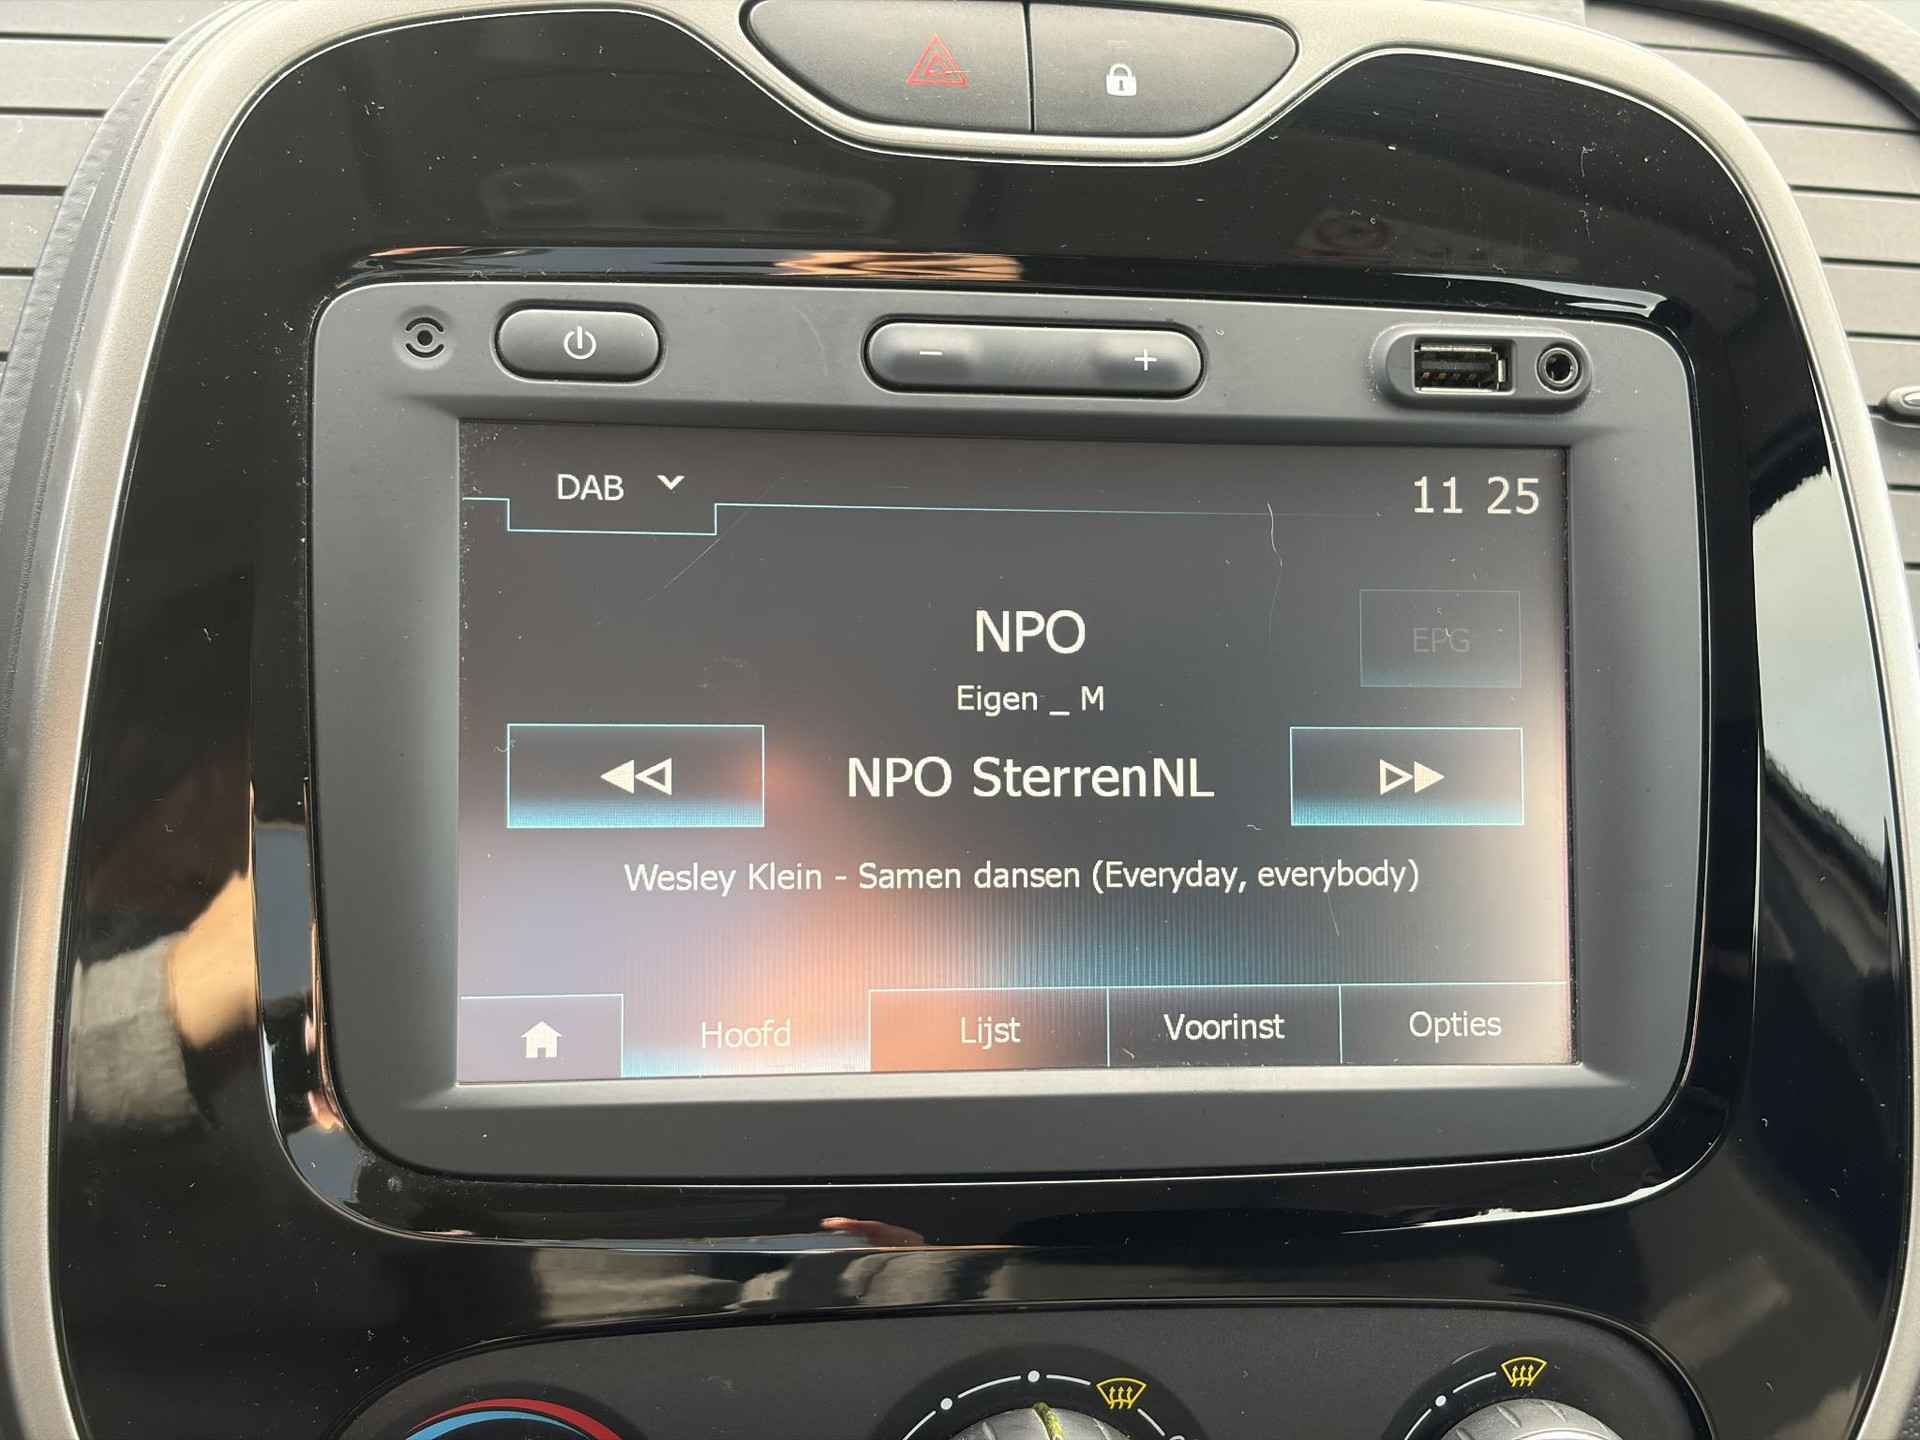 DAB
11 25
NPO
EPG
Eigen _ M
NPO SterrenNL
Wesley Klein - Samen dansen (Everyday, everybody)
Hoofd
Lijst
Voorinst
Opties